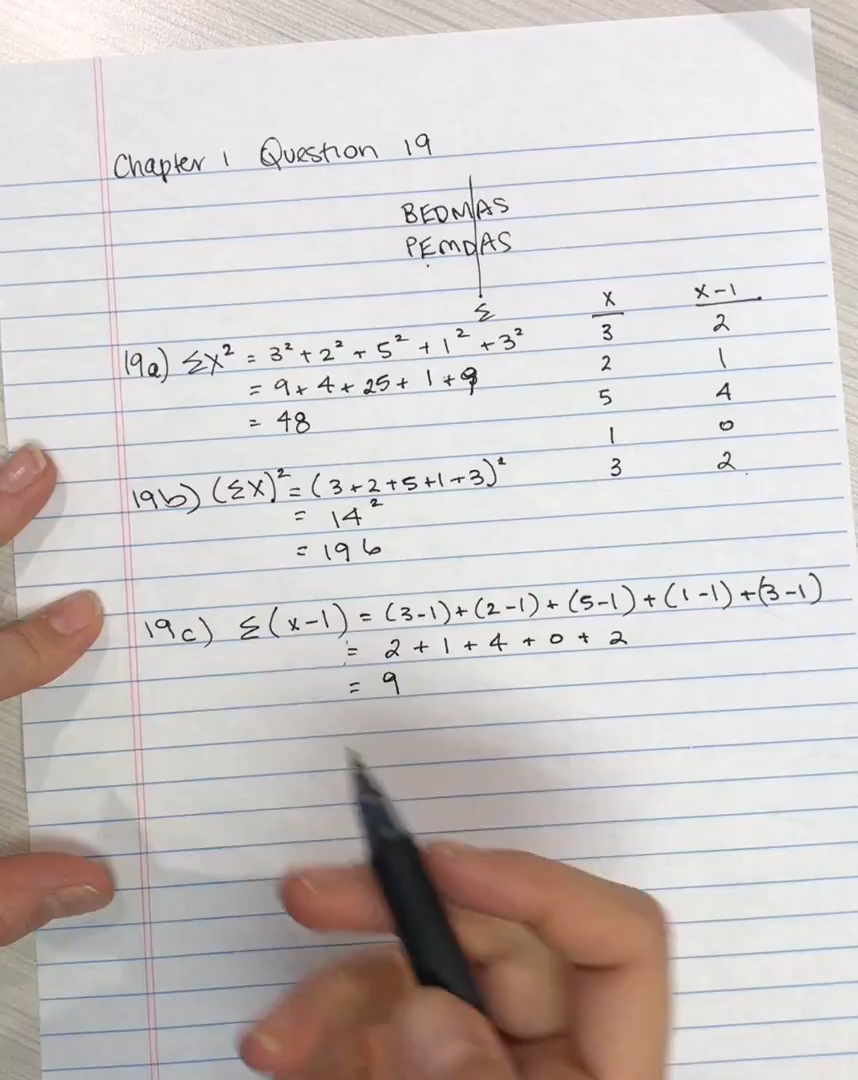 Chapter 1 Question 19
BEDMAS
PEMDAS
Σ
x x-1
3 2
2 1
5 4
1 0
3 2
19a) Σx² = 3² + 2² + 5² + 1² + 3²
= 9 + 4 + 25 + 1 + 9
= 48
19b) (Σx)² = (3+2+5+1+3)²
= 14²
= 196
19c) Σ(x-1) = (3-1)+(2-1)+(5-1)+(1-1)+(3-1)
= 2 + 1 + 4 + 0 + 2
= 9